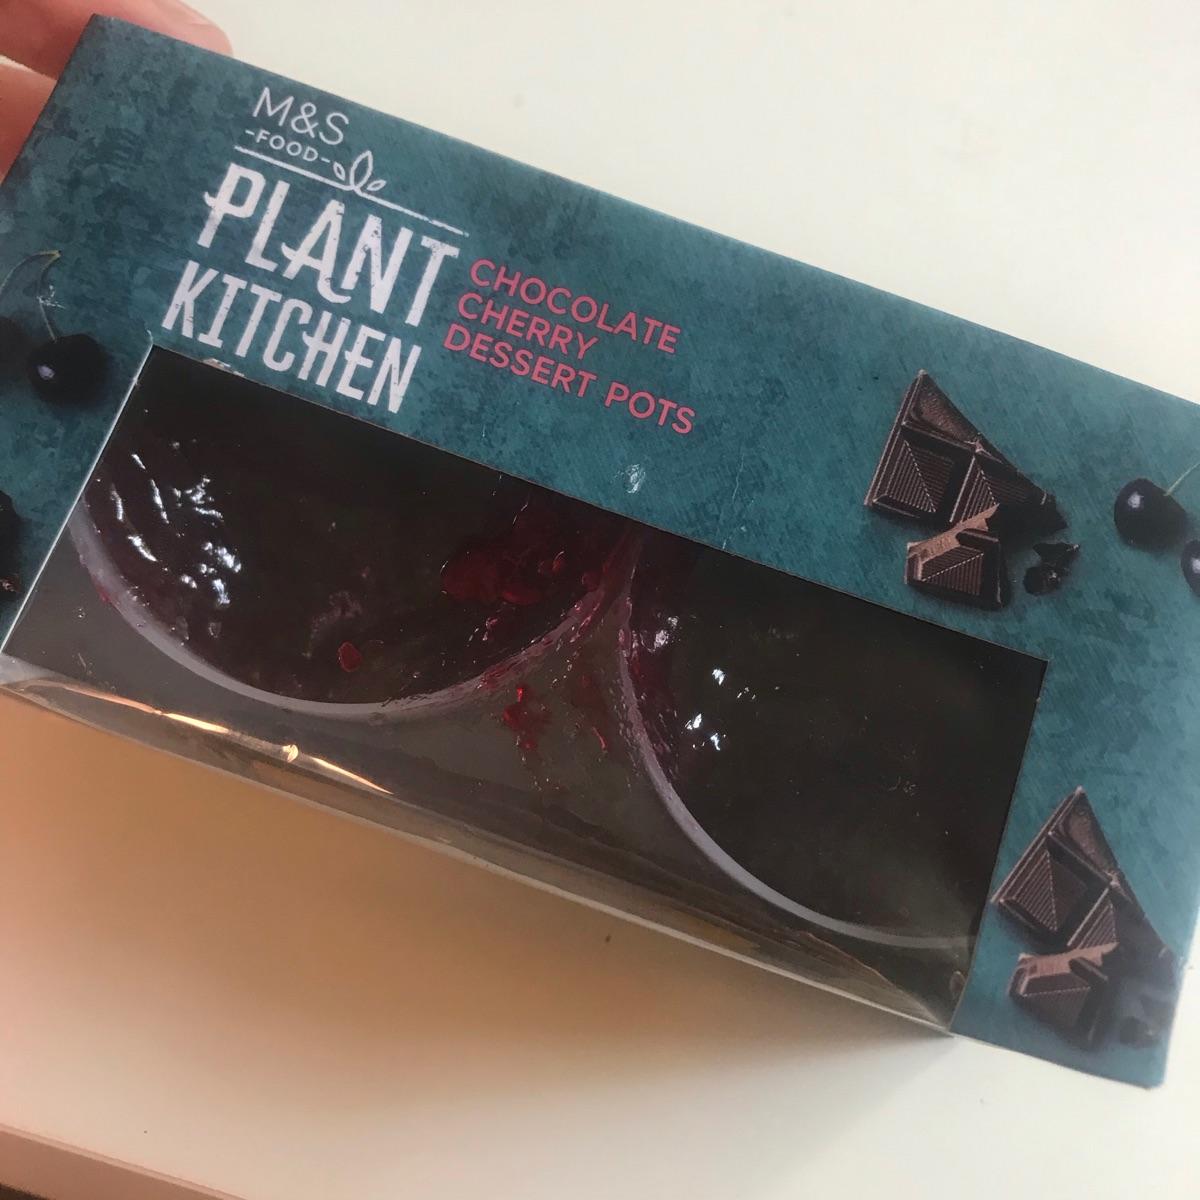 M&S
-FOOD-
PLANT
KITCHEN
CHOCOLATE
CHERRY
DESSERT POTS